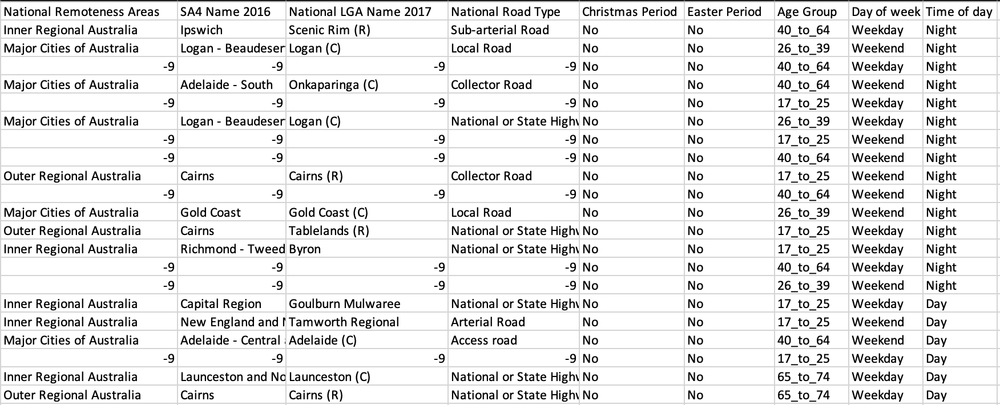 National Remoteness Areas SA4 Name 2016 National LGA Name 2017 National Road Type Christmas Period Easter Period Age Group Day of week Time of day
Inner Regional Australia Ipswich Scenic Rim (R) Sub-arterial Road No No 40_to_64 Weekday Night
Major Cities of Australia Logan - Beaudeser Logan (C) Local Road No No 26_to_39 Weekend Night
-9 -9 -9 -9 No No 40_to_64 Weekday Night
Major Cities of Australia Adelaide - South Onkaparinga (C) Collector Road No No 40_to_64 Weekend Night
-9 -9 -9 -9 No No 17_to_25 Weekday Night
Major Cities of Australia Logan - Beaudeser Logan (C) National or State High No No 26_to_39 Weekday Night
-9 -9 -9 -9 No No 17_to_25 Weekend Night
-9 -9 -9 -9 No No 40_to_64 Weekend Night
Outer Regional Australia Cairns Cairns (R) Collector Road No No 17_to_25 Weekend Night
-9 -9 -9 -9 No No 40_to_64 Weekend Night
Major Cities of Australia Gold Coast Gold Coast (C) Local Road No No 26_to_39 Weekend Night
Outer Regional Australia Cairns Tablelands (R) National or State High No No 17_to_25 Weekday Night
Inner Regional Australia Richmond - Tweed Byron National or State High No No 17_to_25 Weekday Night
-9 -9 -9 -9 No No 40_to_64 Weekday Night
-9 -9 -9 -9 No No 26_to_39 Weekend Night
Inner Regional Australia Capital Region Goulburn Mulwaree National or State High No No 17_to_25 Weekday Day
Inner Regional Australia New England and Tamworth Regional Arterial Road No No 17_to_25 Weekday Day
Major Cities of Australia Adelaide - Central Adelaide (C) Access road No No 40_to_64 Weekend Day
-9 -9 -9 -9 No No 17_to_25 Weekday Day
Inner Regional Australia Launceston and No Launceston (C) National or State High No No 65_to_74 Weekday Day
Outer Regional Australia Cairns Cairns (R) National or State High No No 65_to_74 Weekday Day